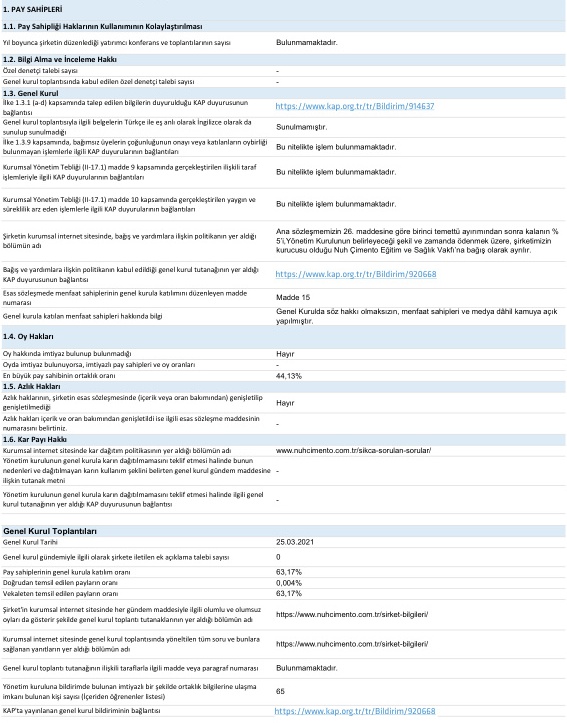 1. PAY SAHİPLERİ
1.1. Pay Sahipliği Haklarının Kullanımının Kolaylaştırılması
Yıl boyunca şirketin düzenlediği yatırımcı konferans ve toplantılarının sayısı
Bulunmamaktadır.
1.2. Bilgi Alma ve İnceleme Hakkı
Özel denetçi talebi sayısı
-
Genel kurul toplantısında kabul edilen özel denetçi talebi sayısı
-
1.3. Genel Kurul
İlke 1.3.1 (a-d) kapsamında talep edilen bilgilerin duyurulduğu KAP duyurusunun
bağlantısı
https://www.kap.org.tr/tr/Bildirim/914637
Genel kurul toplantısıyla ilgili belgelerin Türkçe ile eş anlı olarak İngilizce olarak da
sunulup sunulmadığı
Sunulmamıştır.
İlke 1.3.9 kapsamında, bağımsız üyelerin çoğunluğunun onayı veya katılanların oybirliği
bulunmayan işlemlerle ilgili KAP duyurularının bağlantıları
Bu nitelikte işlem bulunmamaktadır.
Kurumsal Yönetim Tebliği (II-17.1) madde 9 kapsamında gerçekleştirilen ilişkili taraf
işlemleriyle ilgili KAP duyurularının bağlantıları
Bu nitelikte işlem bulunmamaktadır.
Kurumsal Yönetim Tebliği (II-17.1) madde 10 kapsamında gerçekleştirilen yaygın ve
süreklilik arz eden işlemlerle ilgili KAP duyurularının bağlantıları
Bu nitelikte işlem bulunmamaktadır.
Şirketin kurumsal internet sitesinde, bağış ve yardımlara ilişkin politikanın yer aldığı
bölümün adı
Ana sözleşmemizin 26. maddesine göre birinci temettü ayırımından sonra kalanın %
5'i,Yönetim Kurulunun belirleyeceği şekil ve zamanda ödenmek üzere, şirketimizin
kurucusu olduğu Nuh Çimento Eğitim ve Sağlık Vakfı'na bağış olarak ayrılır.
Bağış ve yardımlara ilişkin politikanın kabul edildiği genel kurul tutanağının yer aldığı
KAP duyurusunun bağlantısı
https://www.kap.org.tr/tr/Bildirim/920668
Esas sözleşmede menfaat sahiplerinin genel kurula katılımını düzenleyen madde
numarası
Madde 15
Genel kurula katılan menfaat sahipleri hakkında bilgi
Genel Kurulda söz hakkı olmaksızın, menfaat sahipleri ve medya dâhil kamuya açık
yapılmıştır.
1.4. Oy Hakları
Oy hakkında imtiyaz bulunup bulunmadığı
Hayır
Oyda imtiyaz bulunuyorsa, imtiyazlı pay sahipleri ve oy oranları
-
En büyük pay sahibinin ortaklık oranı
44,13%
1.5. Azlık Hakları
Azlık haklarının, şirketin esas sözleşmesinde (içerik veya oran bakımından) genişletilip
genişletilmediği
Hayır
Azlık hakları içerik ve oran bakımından genişletildi ise ilgili esas sözleşme maddesinin
numarasını belirtiniz.
-
1.6. Kar Payı Hakkı
Kurumsal internet sitesinde kar dağıtım politikasının yer aldığı bölümün adı
www.nuhcimento.com.tr/sikca-sorulan-sorular/
Yönetim kurulunun genel kurula karın dağıtılmamasını teklif etmesi halinde bunun
nedenleri ve dağıtılmayan karın kullanım şeklini belirten genel kurul gündem maddesine
ilişkin tutanak metni
-
Yönetim kurulunun genel kurula karın dağıtılmamasını teklif etmesi halinde ilgili genel
kurul tutanağının yer aldığı KAP duyurusunun bağlantısı
-
Genel Kurul Toplantıları
Genel Kurul Tarihi
25.03.2021
Genel kurul gündemiyle ilgili olarak şirkete iletilen ek açıklama talebi sayısı
0
Pay sahiplerinin genel kurula katılım oranı
63,17%
Doğrudan temsil edilen payların oranı
0,004%
Vekaleten temsil edilen payların oranı
63,17%
Şirket'in kurumsal internet sitesinde her gündem maddesiyle ilgili olumlu ve olumsuz
oyları da gösterir şekilde genel kurul toplantı tutanaklarının yer aldığı bölümün adı
https://www.nuhcimento.com.tr/sirket-bilgileri/
Kurumsal internet sitesinde genel kurul toplantısında yöneltilen tüm soru ve bunlara
sağlanan yanıtların yer aldığı bölümün adı
https://www.nuhcimento.com.tr/sirket-bilgileri/
Genel kurul toplantı tutanağının ilişkili taraflarla ilgili madde veya paragraf numarası
Bulunmamaktadır.
Yönetim kuruluna bildirimde bulunan imtiyazlı bir şekilde ortaklık bilgilerine ulaşma
imkanı bulunan kişi sayısı (İçeriden öğrenenler listesi)
65
KAP'ta yayınlanan genel kurul bildiriminin bağlantısı
https://www.kap.org.tr/tr/Bildirim/920668